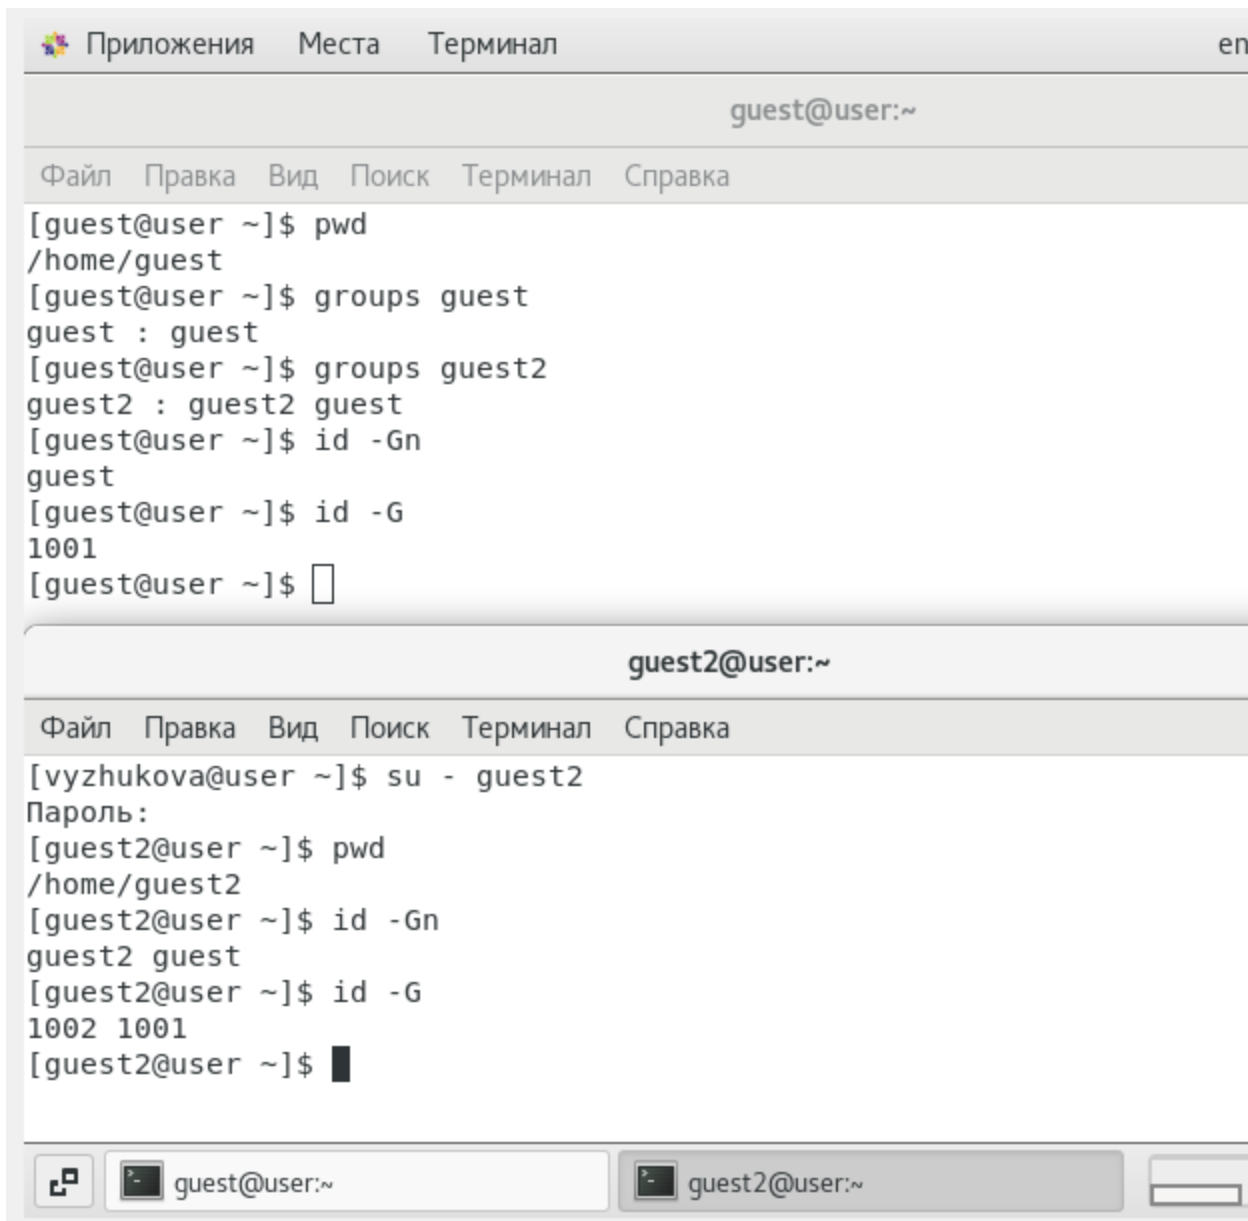 Приложения Места Терминал en
guest@user:~
Файл Правка Вид Поиск Терминал Справка
[guest@user ~]$ pwd
/home/guest
[guest@user ~]$ groups guest
guest : guest
[guest@user ~]$ groups guest2
guest2 : guest2 guest
[guest@user ~]$ id -Gn
guest
[guest@user ~]$ id -G
1001
[guest@user ~]$
guest2@user:~
Файл Правка Вид Поиск Терминал Справка
[vyzhukova@user ~]$ su - guest2
Пароль:
[guest2@user ~]$ pwd
/home/guest2
[guest2@user ~]$ id -Gn
guest2 guest
[guest2@user ~]$ id -G
1002 1001
[guest2@user ~]$
guest@user:~ guest2@user:~